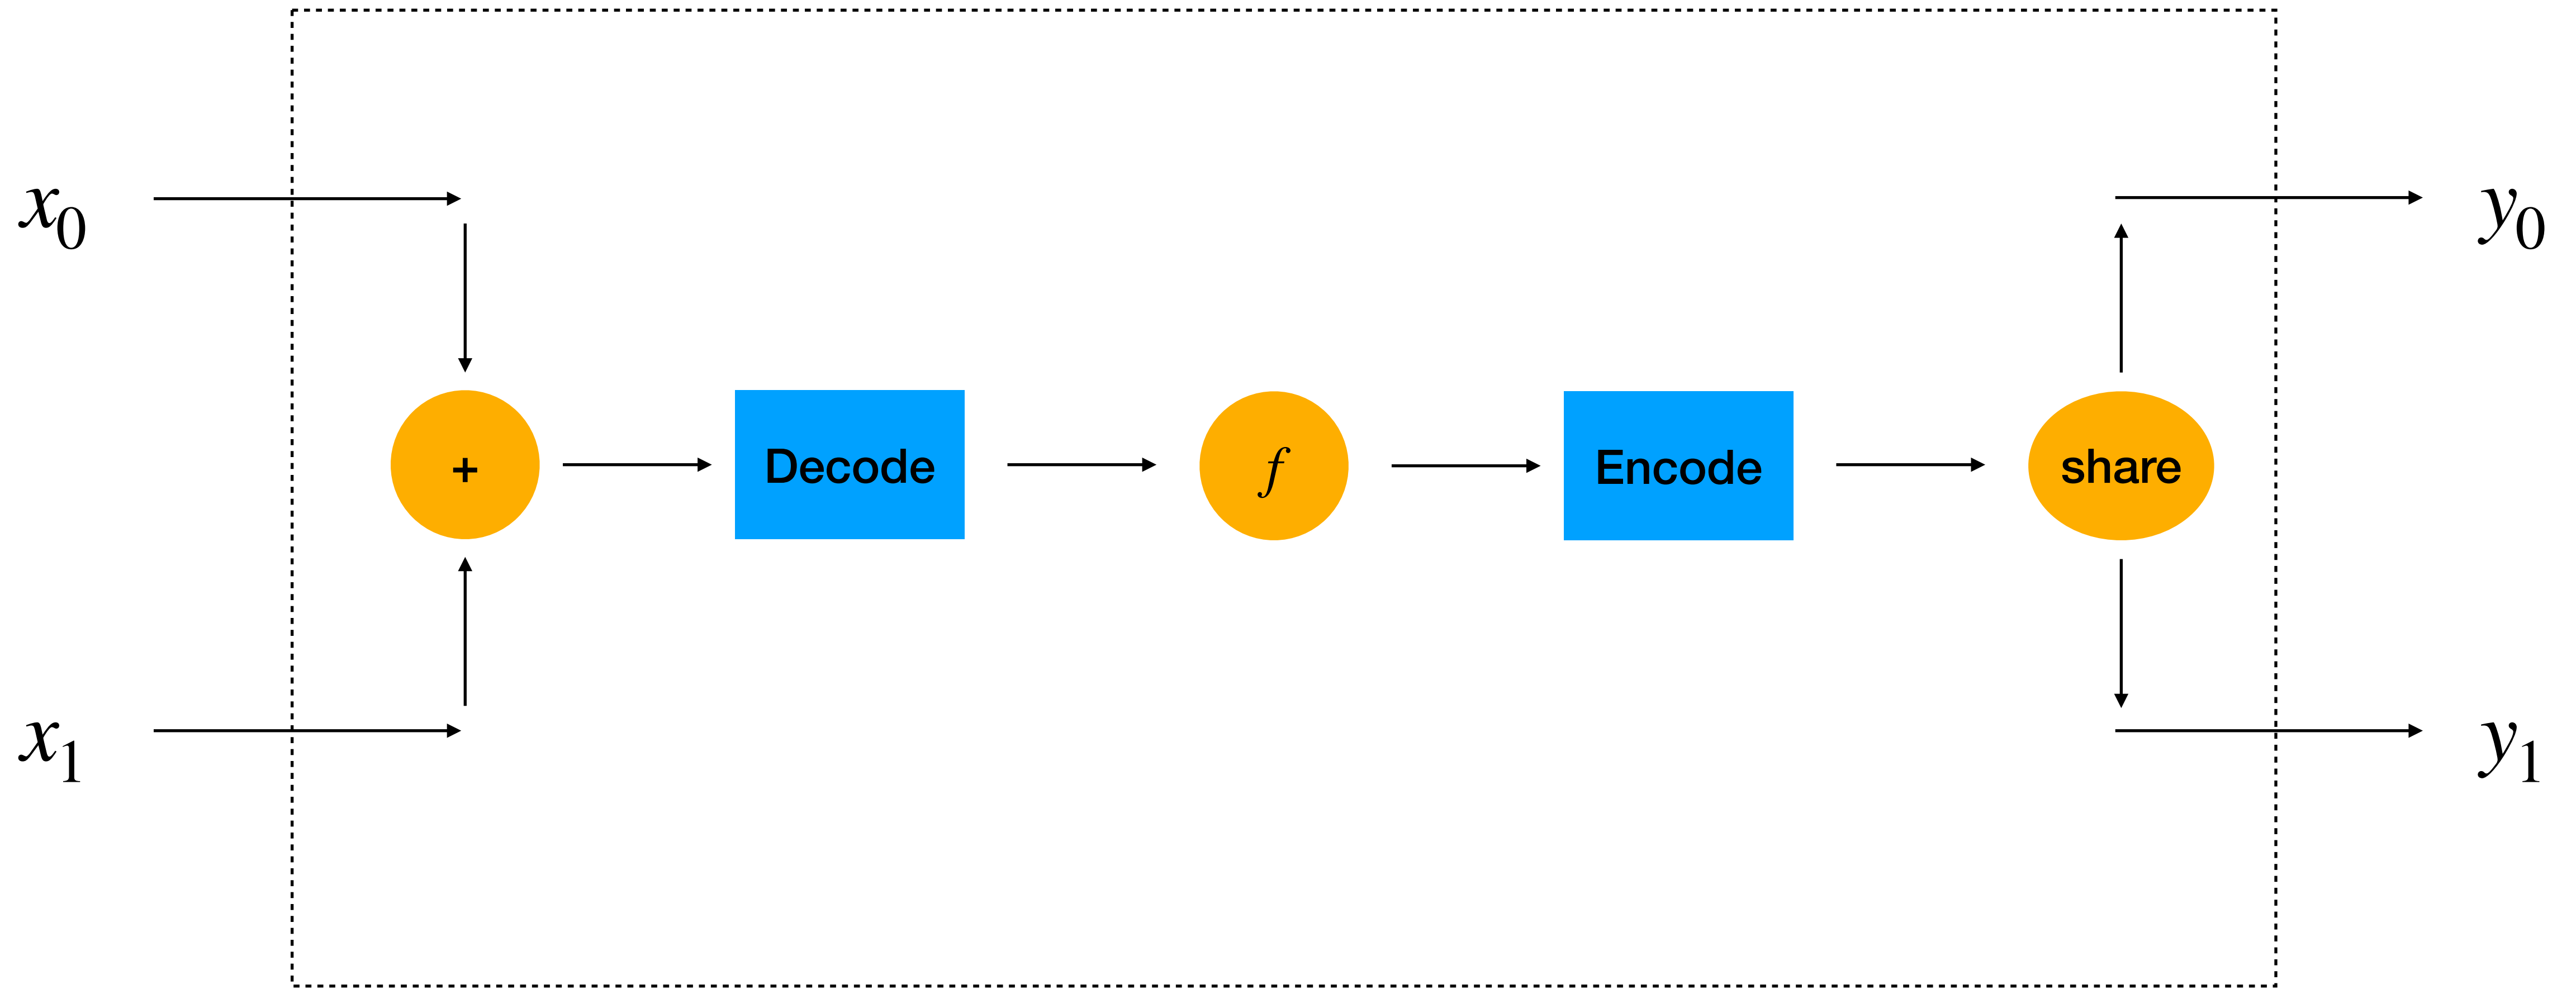 x₀
y₀
+
Decode
f
Encode
share
x₁
y₁